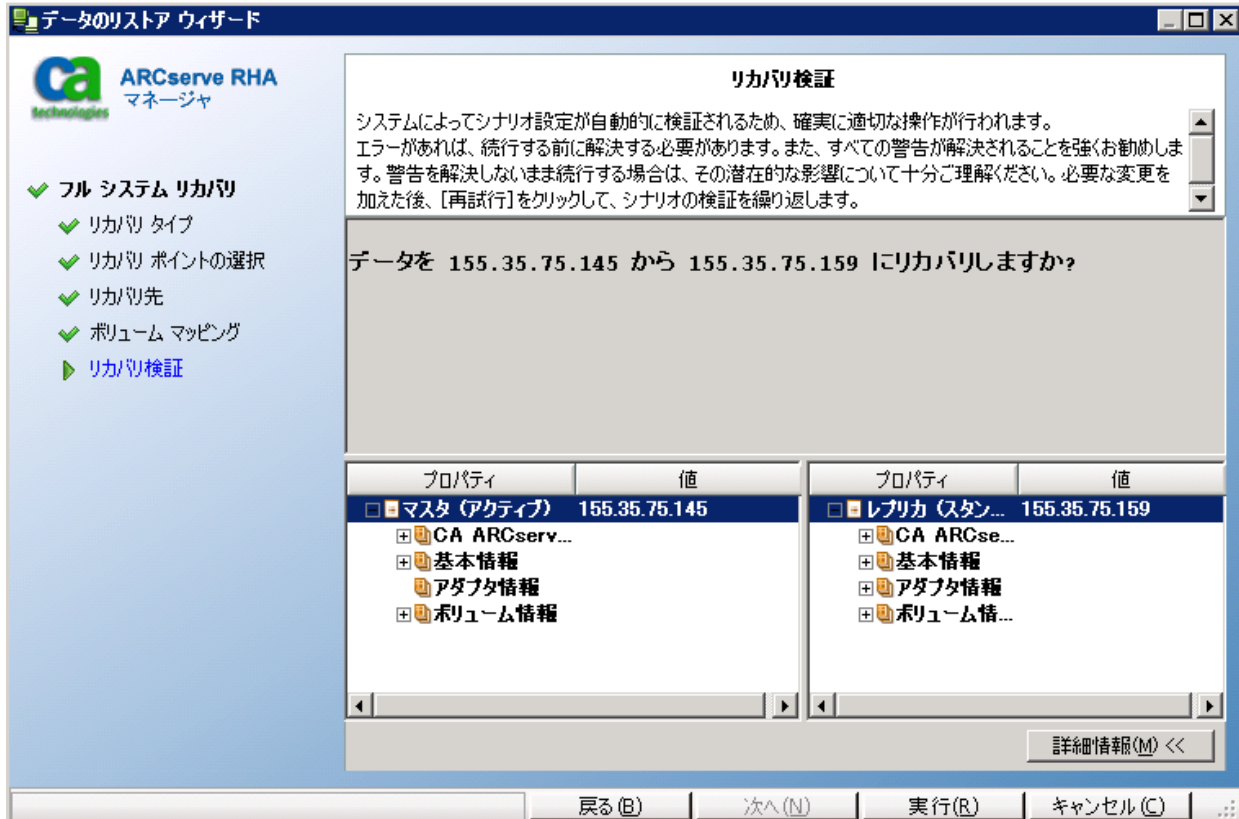 データのリストア ウィザード
ca
technologies
ARCserve RHA
マネージャ
フル システム リカバリ
リカバリ タイプ
リカバリ ポイントの選択
リカバリ先
ボリューム マッピング
リカバリ検証
リカバリ検証
システムによってシナリオ設定が自動的に検証されるため、確実に適切な操作が行われます。
エラーがあれば、続行する前に解決する必要があります。また、すべての警告が解決されることを強くお勧めしま
す。警告を解決しないまま続行する場合は、その潜在的な影響について十分ご理解ください。必要な変更を
加えた後、[再試行]をクリックして、シナリオの検証を繰り返します。
データを 155.35.75.145 から 155.35.75.159 にリカバリしますか?
プロパティ 値
マスタ (アクティブ) 155.35.75.145
CA ARCserv...
基本情報
アダプタ情報
ボリューム情報
プロパティ 値
レプリカ (スタン... 155.35.75.159
CA ARCse...
基本情報
アダプタ情報
ボリューム情...
詳細情報(M) <<
戻る(B) 次へ(N) 実行(R) キャンセル(C)